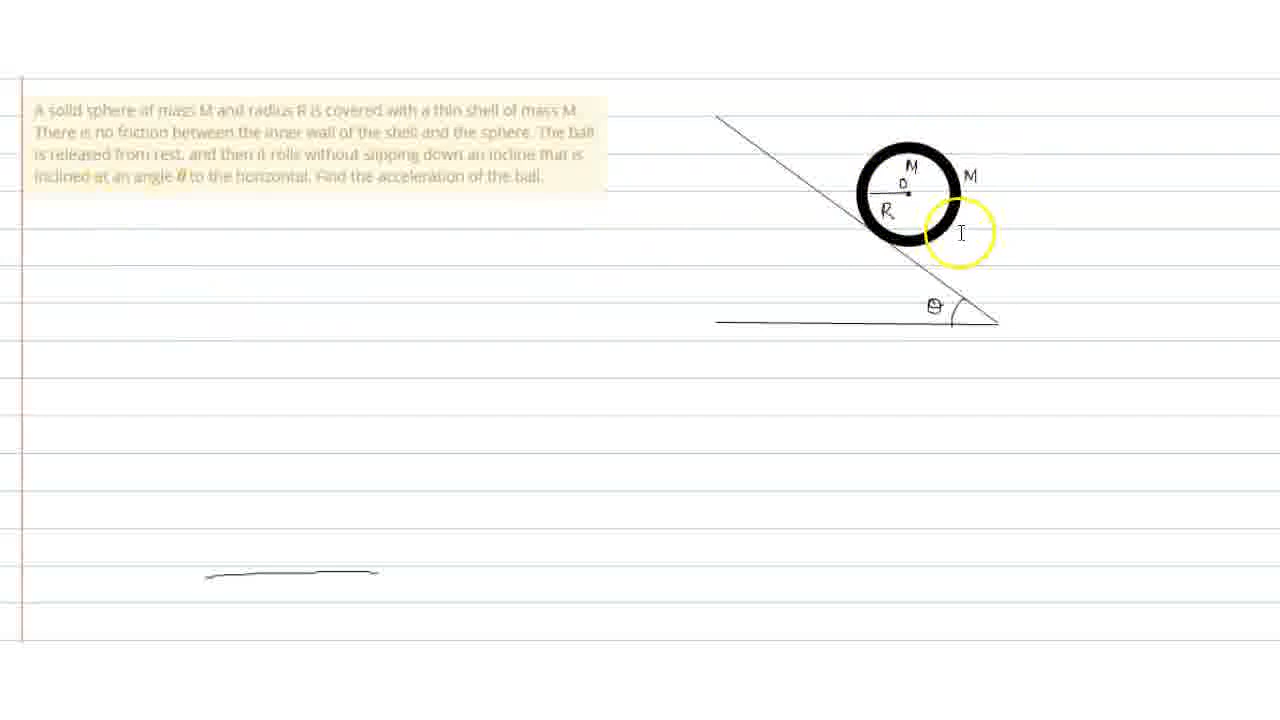 A solid sphere of mass M and radius R is covered with a thin shell of mass M.
There is no friction between the inner wall of the shell and the sphere. The ball
is released from rest, and then it rolls without slipping down an incline that is
inclined at an angle θ to the horizontal. Find the acceleration of the ball.
M
M
O
R
θ